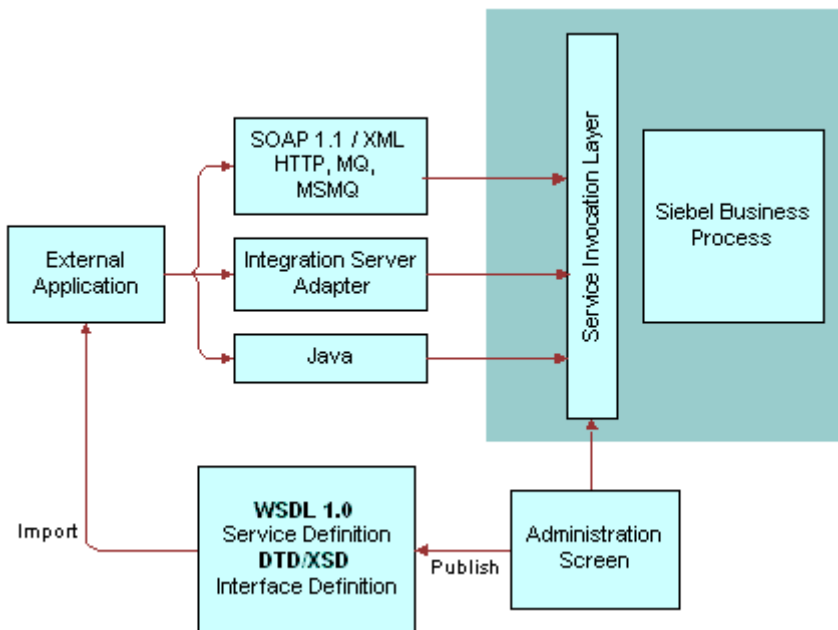 SOAP 1.1 / XML
HTTP, MQ,
MSMQ
Service Invocation Layer
Siebel Business
Process
External
Application
Integration Server
Adapter
Java
Import
WSDL 1.0
Service Definition
DTD/XSD
Interface Definition
Publish
Administration
Screen